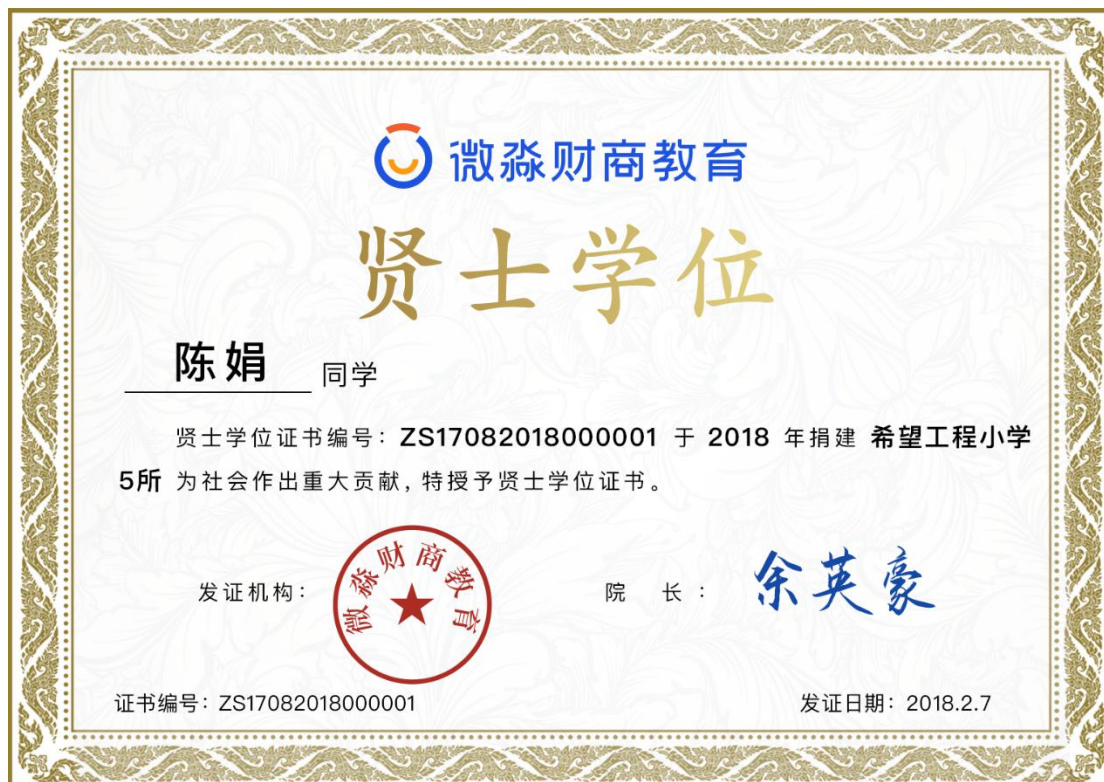 微淼财商教育
贤士学位
陈娟 同学
贤士学位证书编号：ZS17082018000001 于 2018 年捐建 希望工程小学
5所 为社会作出重大贡献，特授予贤士学位证书。
发证机构： 微淼财商教育 院 长： 余英豪
证书编号：ZS17082018000001 发证日期：2018.2.7